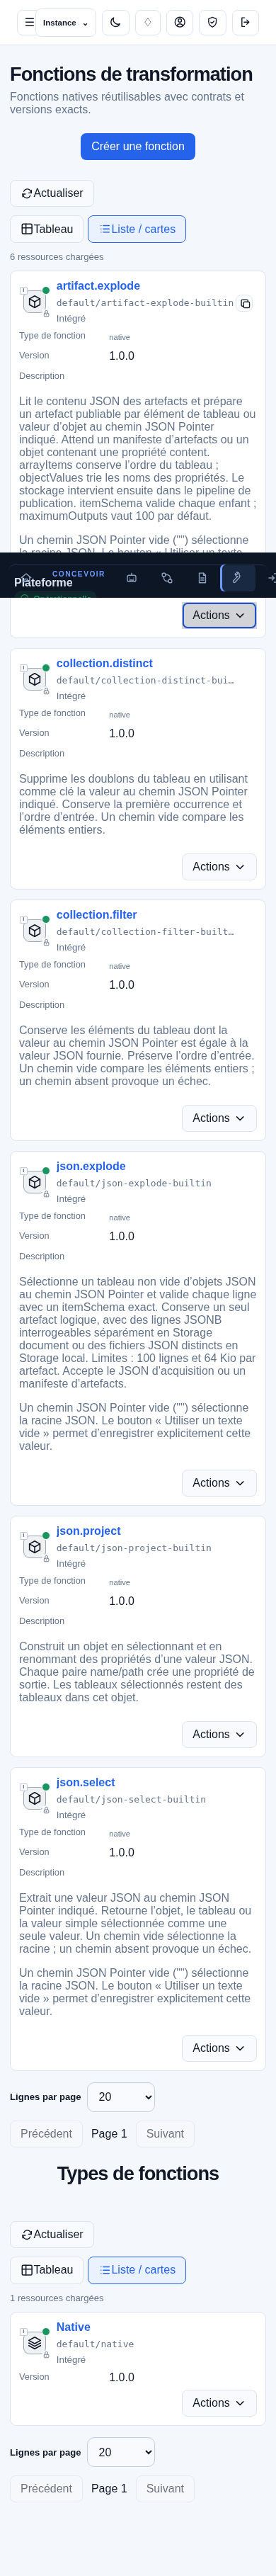 Instance
Fonctions de transformation
Fonctions natives réutilisables avec contrats et
versions exacts.
Créer une fonction
Actualiser
Tableau
Liste / cartes
6 ressources chargées
artifact.explode
default/artifact-explode-builtin
Intégré
Type de fonction native
Version 1.0.0
Description
Lit le contenu JSON des artefacts et prépare
un artefact publiable par élément de tableau ou
valeur d’objet au chemin JSON Pointer
indiqué. Attend un manifeste d’artefacts ou un
objet contenant une propriété content.
arrayItems conserve l’ordre du tableau ;
objectValues trie les noms des propriétés. Le
stockage intervient ensuite dans le pipeline de
publication. itemSchema valide chaque enfant ;
maximumOutputs vaut 100 par défaut.
Un chemin JSON Pointer vide ("") sélectionne
CONCEVOIR
Plateforme
Actions
collection.distinct
default/collection-distinct-bui…
Intégré
Type de fonction native
Version 1.0.0
Description
Supprime les doublons du tableau en utilisant
comme clé la valeur au chemin JSON Pointer
indiqué. Conserve la première occurrence et
l’ordre d’entrée. Un chemin vide compare les
éléments entiers.
Actions
collection.filter
default/collection-filter-built…
Intégré
Type de fonction native
Version 1.0.0
Description
Conserve les éléments du tableau dont la
valeur au chemin JSON Pointer est égale à la
valeur JSON fournie. Préserve l’ordre d’entrée.
Un chemin vide compare les éléments entiers ;
un chemin absent provoque un échec.
Actions
json.explode
default/json-explode-builtin
Intégré
Type de fonction native
Version 1.0.0
Description
Sélectionne un tableau non vide d’objets JSON
au chemin JSON Pointer et valide chaque ligne
avec un itemSchema exact. Conserve un seul
artefact logique, avec des lignes JSONB
interrogeables séparément en Storage
document ou des fichiers JSON distincts en
Storage local. Limites : 100 lignes et 64 Kio par
artefact. Accepte le JSON d’acquisition ou un
manifeste d’artefacts.
Un chemin JSON Pointer vide ("") sélectionne
la racine JSON. Le bouton « Utiliser un texte
vide » permet d’enregistrer explicitement cette
valeur.
Actions
json.project
default/json-project-builtin
Intégré
Type de fonction native
Version 1.0.0
Description
Construit un objet en sélectionnant et en
renommant des propriétés d’une valeur JSON.
Chaque paire name/path crée une propriété de
sortie. Les tableaux sélectionnés restent des
tableaux dans cet objet.
Actions
json.select
default/json-select-builtin
Intégré
Type de fonction native
Version 1.0.0
Description
Extrait une valeur JSON au chemin JSON
Pointer indiqué. Retourne l’objet, le tableau ou
la valeur simple sélectionnée comme une
seule valeur. Un chemin vide sélectionne la
racine ; un chemin absent provoque un échec.
Un chemin JSON Pointer vide ("") sélectionne
la racine JSON. Le bouton « Utiliser un texte
vide » permet d’enregistrer explicitement cette
valeur.
Actions
Lignes par page 20
Précédent Page 1 Suivant
Types de fonctions
Actualiser
Tableau
Liste / cartes
1 ressources chargées
Native
default/native
Intégré
Version 1.0.0
Actions
Lignes par page 20
Précédent Page 1 Suivant